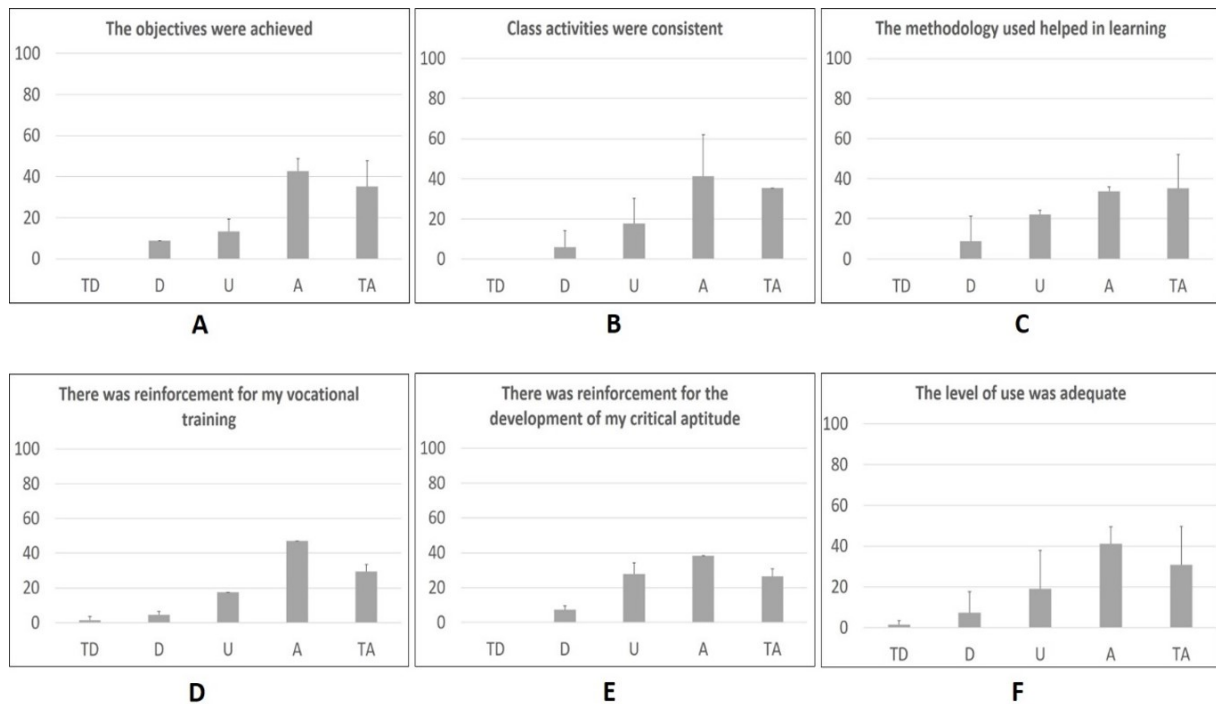 The objectives were achieved
100
80
60
40
20
0
TD D U A TA
A
Class activities were consistent
100
80
60
40
20
0
TD D U A TA
B
The methodology used helped in learning
100
80
60
40
20
0
TD D U A TA
C
There was reinforcement for my vocational
training
100
80
60
40
20
0
TD D U A TA
D
There was reinforcement for the
development of my critical aptitude
100
80
60
40
20
0
TD D U A TA
E
The level of use was adequate
100
80
60
40
20
0
TD D U A TA
F